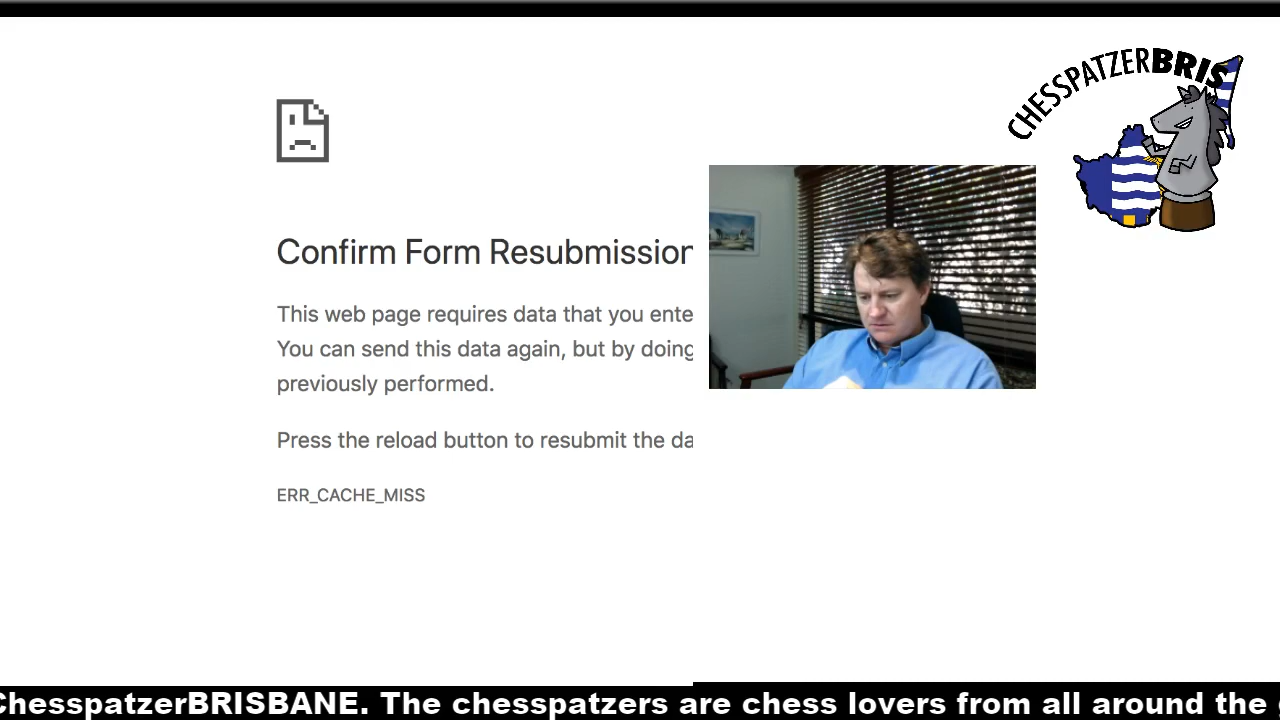 CHESSPATZERBRIS
Confirm Form Resubmission
This web page requires data that you ente
You can send this data again, but by doing
previously performed.
Press the reload button to resubmit the da
ERR_CACHE_MISS
ChesspatzerBRISBANE. The chesspatzers are chess lovers from all around the